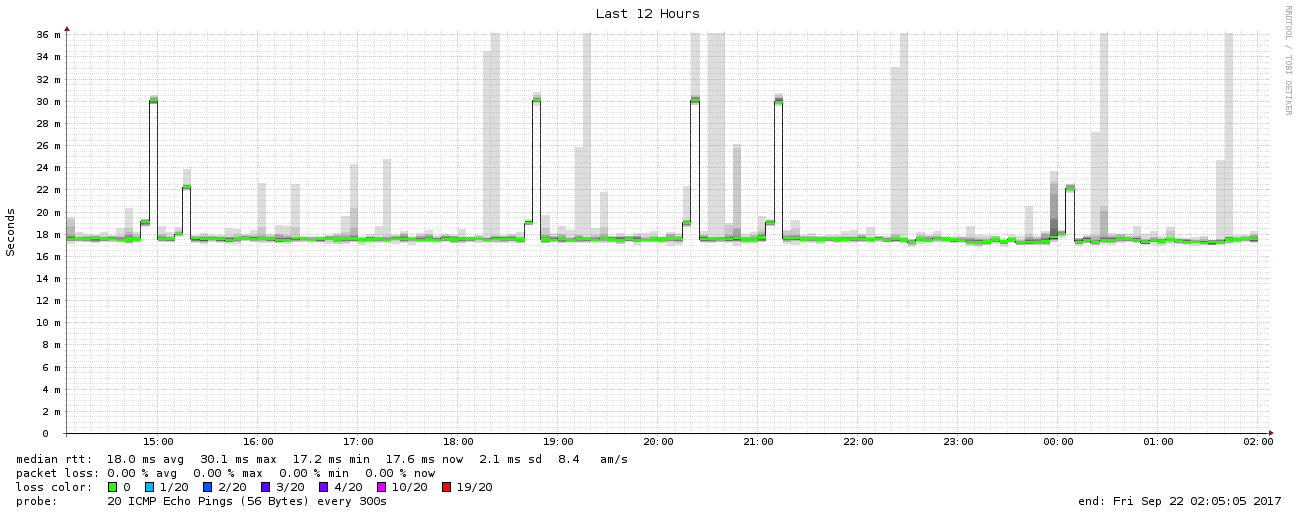 Last 12 Hours
RRDTOOL / TOBI OETIKER
Seconds
36 m
34 m
32 m
30 m
28 m
26 m
24 m
22 m
20 m
18 m
16 m
14 m
12 m
10 m
8 m
6 m
4 m
2 m
0
15:00 16:00 17:00 18:00 19:00 20:00 21:00 22:00 23:00 00:00 01:00 02:00
median rtt: 18.0 ms avg 30.1 ms max 17.2 ms min 17.6 ms now 2.1 ms sd 8.4 am/s
packet loss: 0.00 % avg 0.00 % max 0.00 % min 0.00 % now
loss color: 0 1/20 2/20 3/20 4/20 10/20 19/20
probe: 20 ICMP Echo Pings (56 Bytes) every 300s end: Fri Sep 22 02:05:05 2017